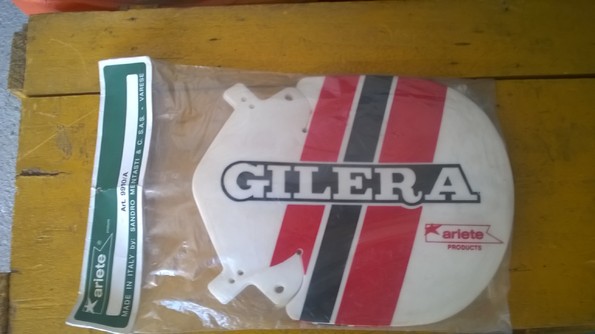 GILERA
ariete
PRODUCTS
ariete®
Art. 9910/A
MADE IN ITALY by: SANDRO MENTASTI & C. S.A.S. - VARESE